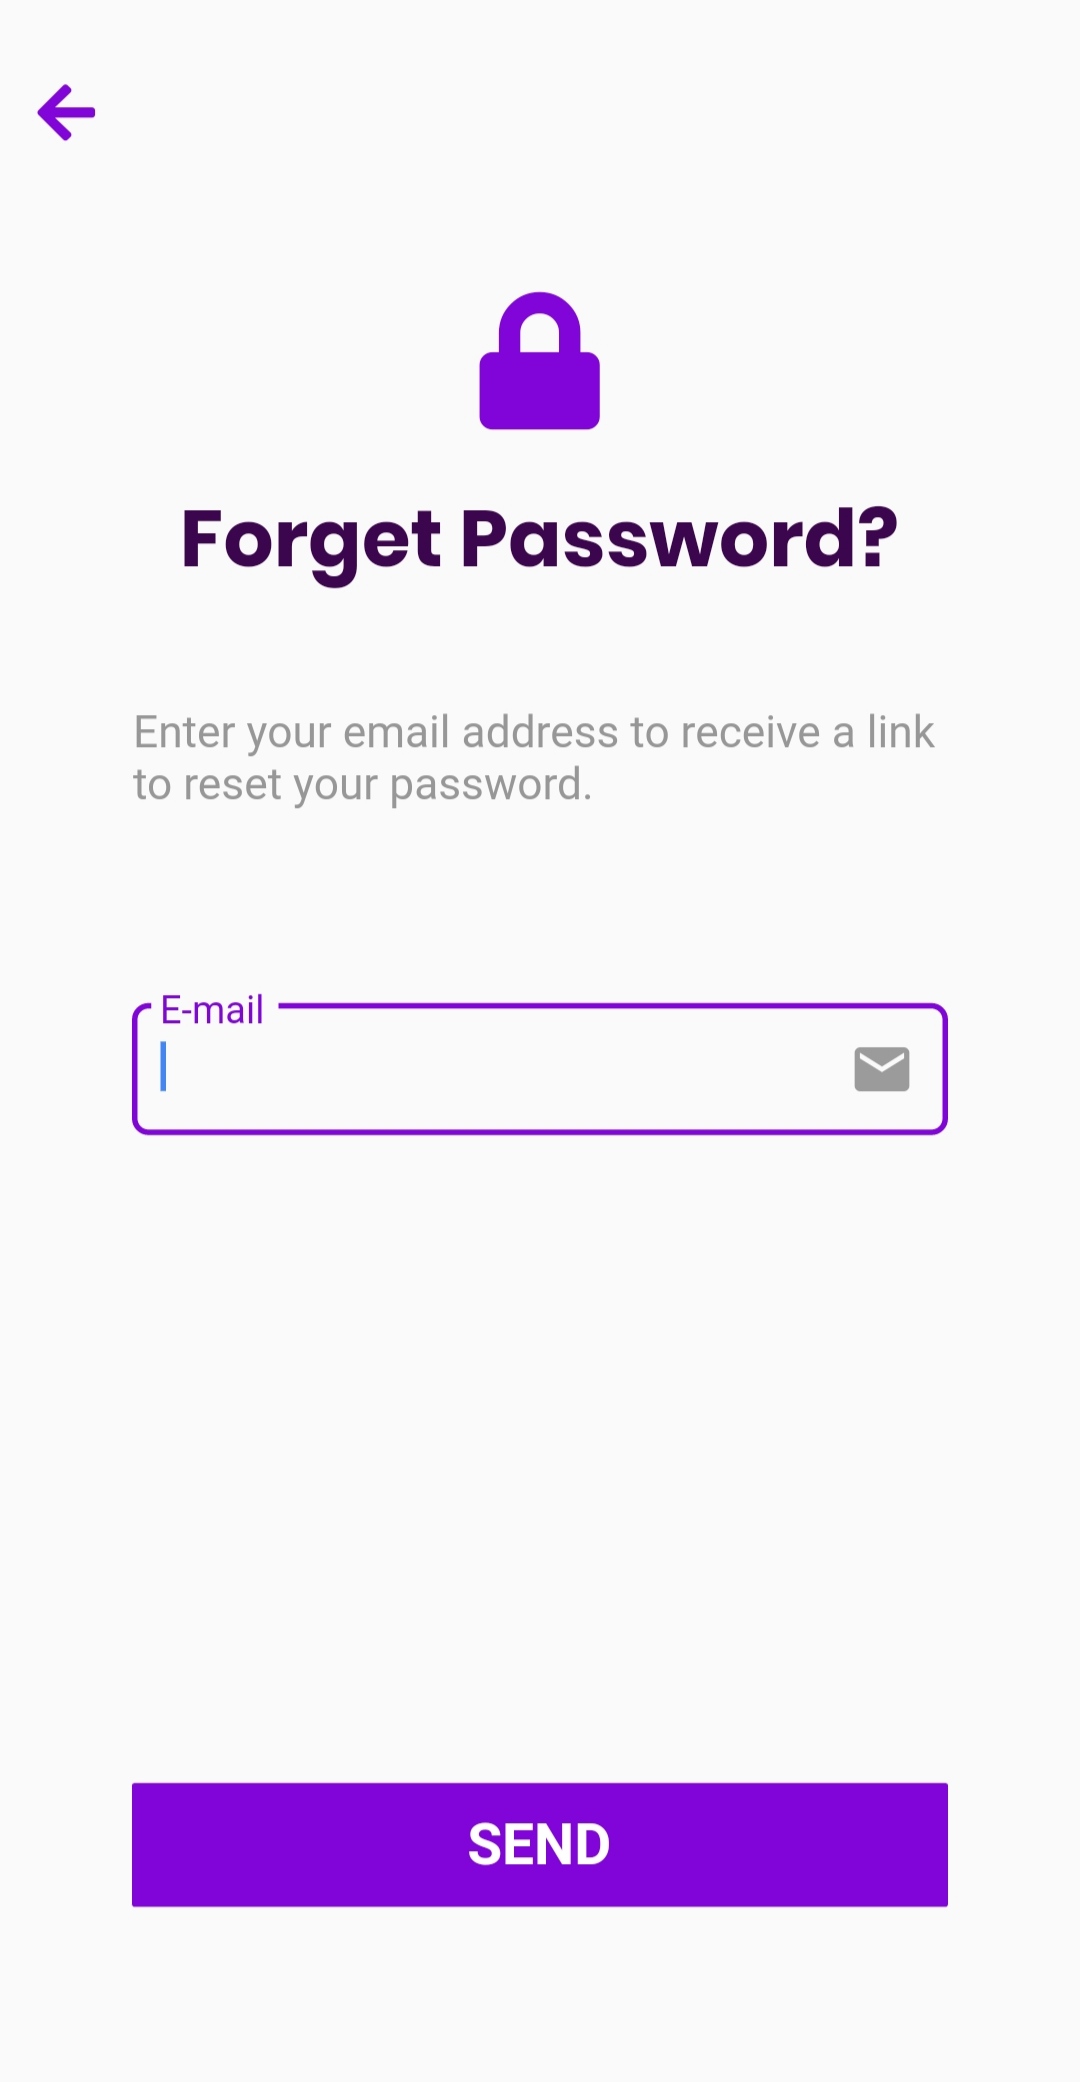 Forget Password?
Enter your email address to receive a link
to reset your password.
E-mail
SEND